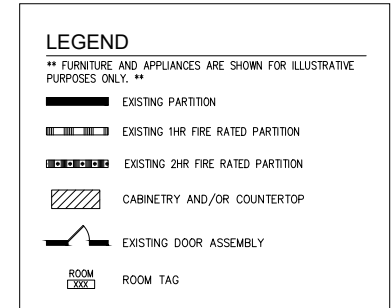 LEGEND
** FURNITURE AND APPLIANCES ARE SHOWN FOR ILLUSTRATIVE
PURPOSES ONLY. **
EXISTING PARTITION
EXISTING 1HR FIRE RATED PARTITION
EXISTING 2HR FIRE RATED PARTITION
CABINETRY AND/OR COUNTERTOP
EXISTING DOOR ASSEMBLY
ROOM
XXX
ROOM TAG